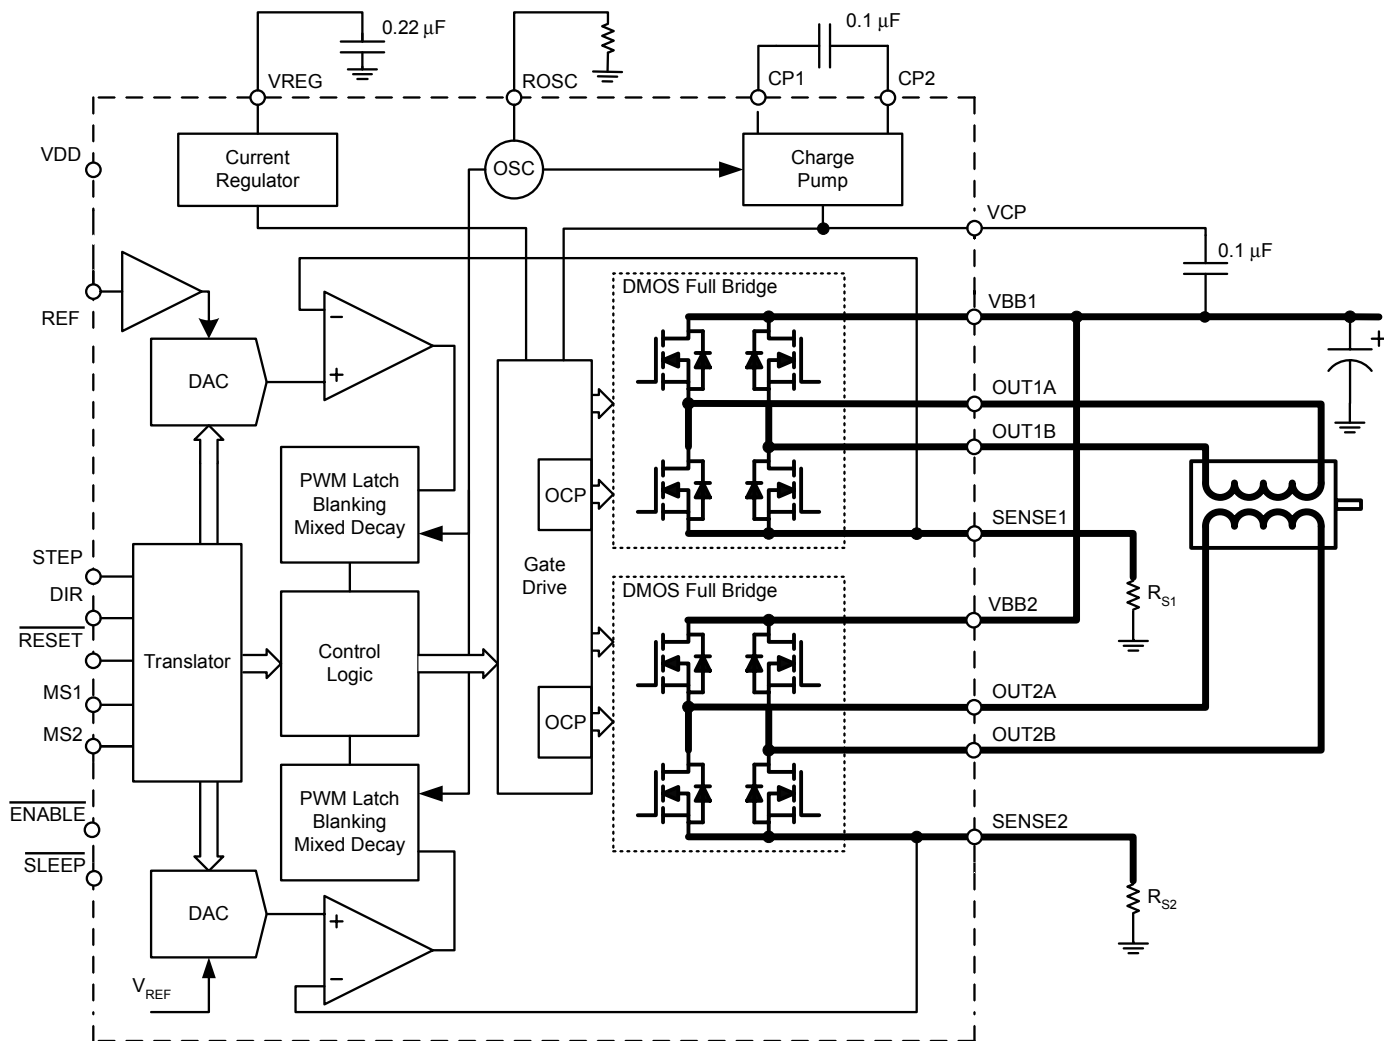 0.22 µF
0.1 µF
VREG
ROSC
CP1
CP2
VDD
Current
Regulator
OSC
Charge
Pump
VCP
0.1 µF
REF
DMOS Full Bridge
VBB1
+
−
DAC
+
OUT1A
OUT1B
PWM Latch
Blanking
Mixed Decay
OCP
SENSE1
STEP
DIR
RESET
MS1
MS2
Translator
Control
Logic
Gate
Drive
DMOS Full Bridge
VBB2
RS1
OUT2A
OCP
OUT2B
PWM Latch
Blanking
Mixed Decay
ENABLE
SLEEP
SENSE2
DAC
+
−
RS2
VREF